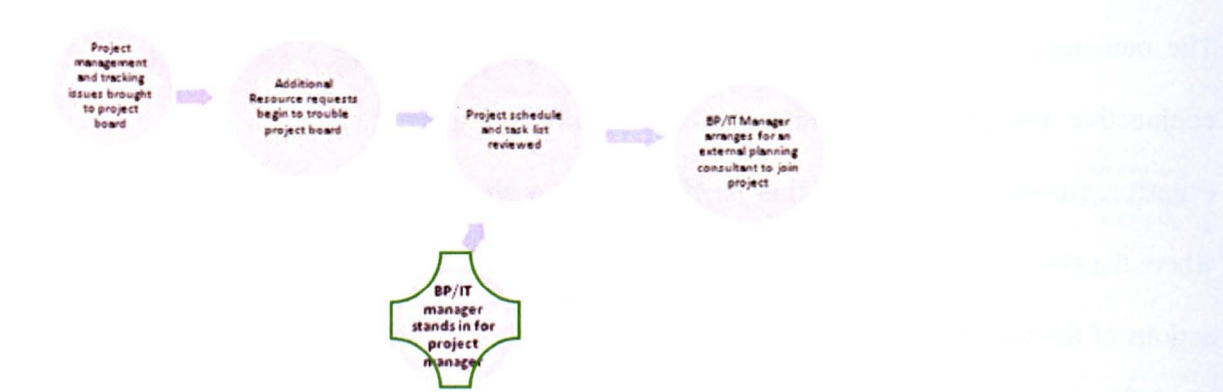 Project
management
and tracking
issues brought
to project
board
Additional
Resource requests
begin to trouble
project board
Project schedule
and task list
reviewed
BP/IT Manager
arranges for an
external planning
consultant to join
project
BP/IT
manager
stands in for
project
manager